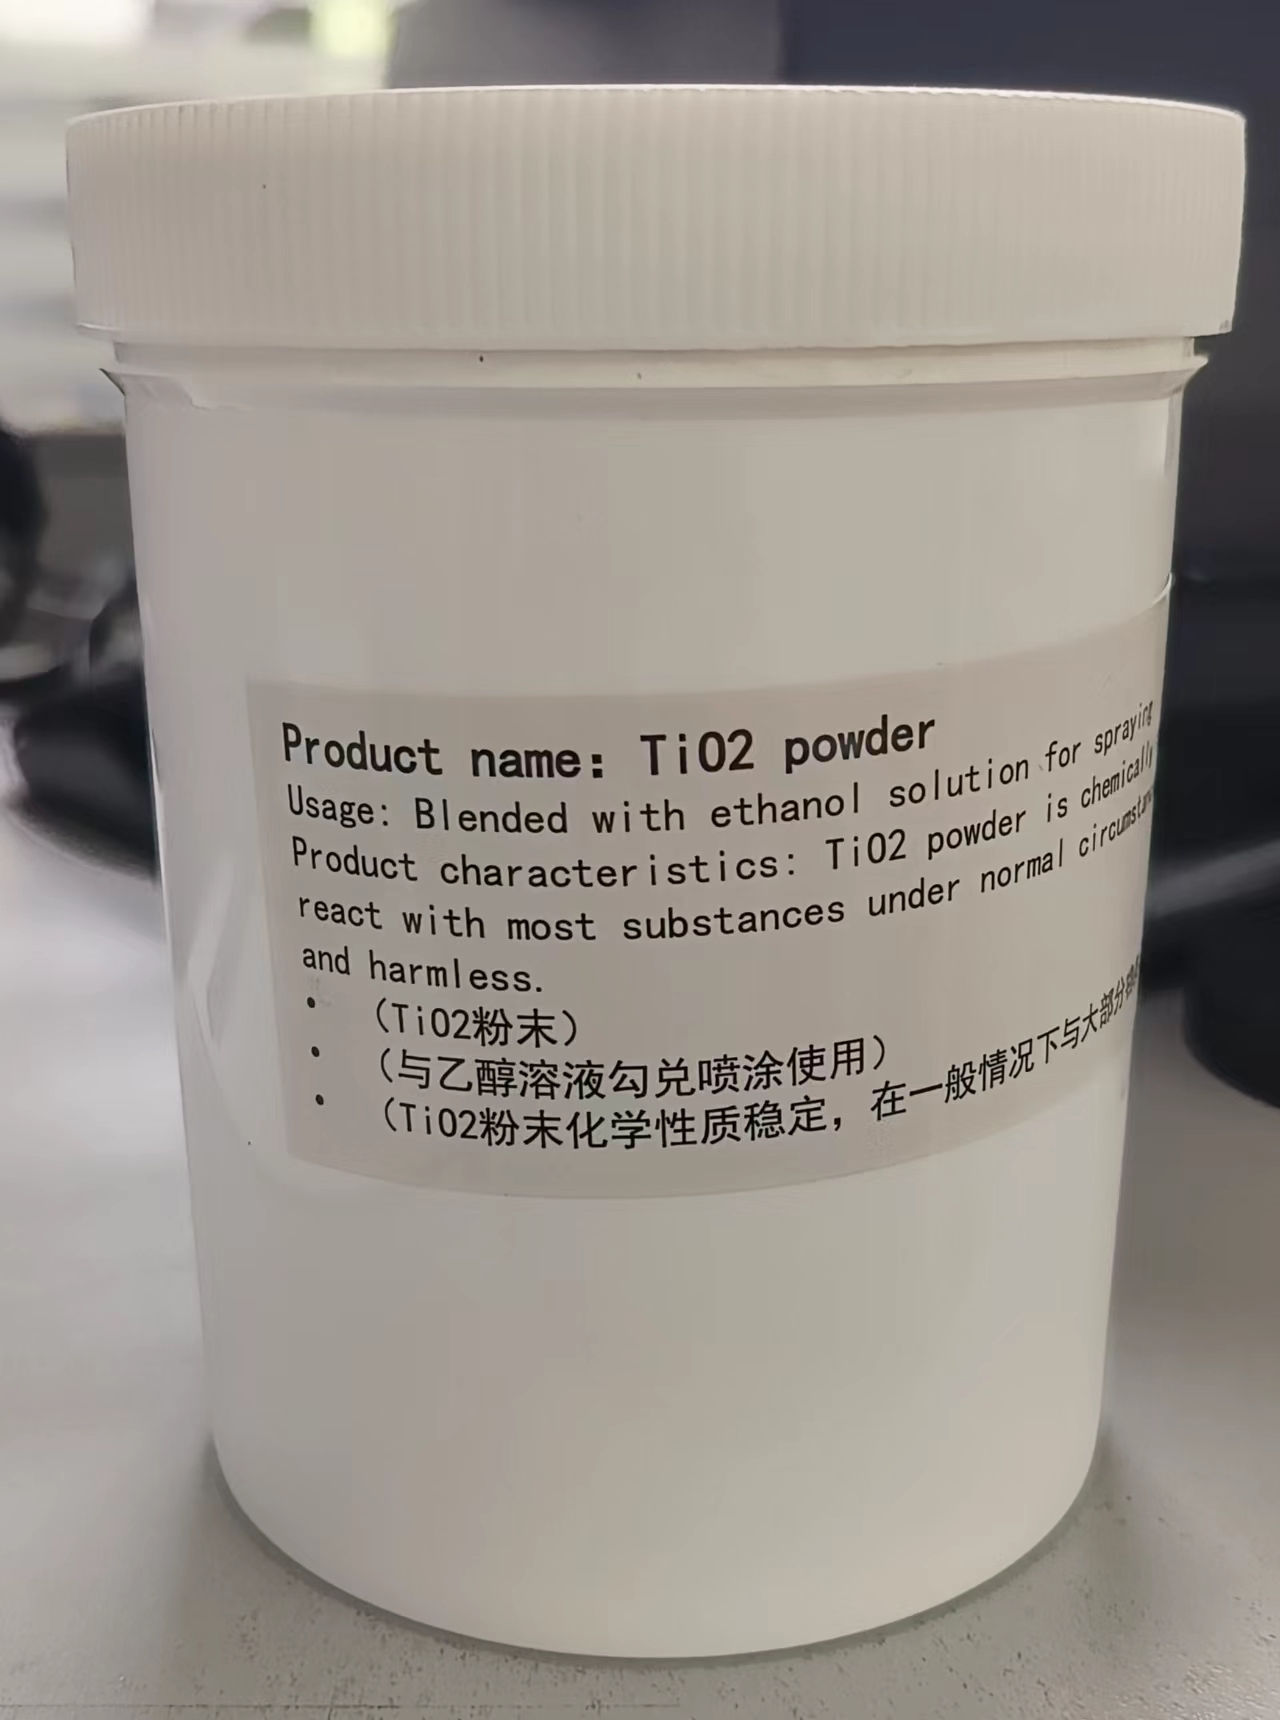 Product name: TiO2 powder
Usage: Blended with ethanol solution for spraying
Product characteristics: TiO2 powder is chemically
react with most substances under normal
and harmless.
• （TiO2粉末）
• （与乙醇溶液勾兑喷涂使用）
• （TiO2粉末化学性质稳定，在一般情况下与大部分